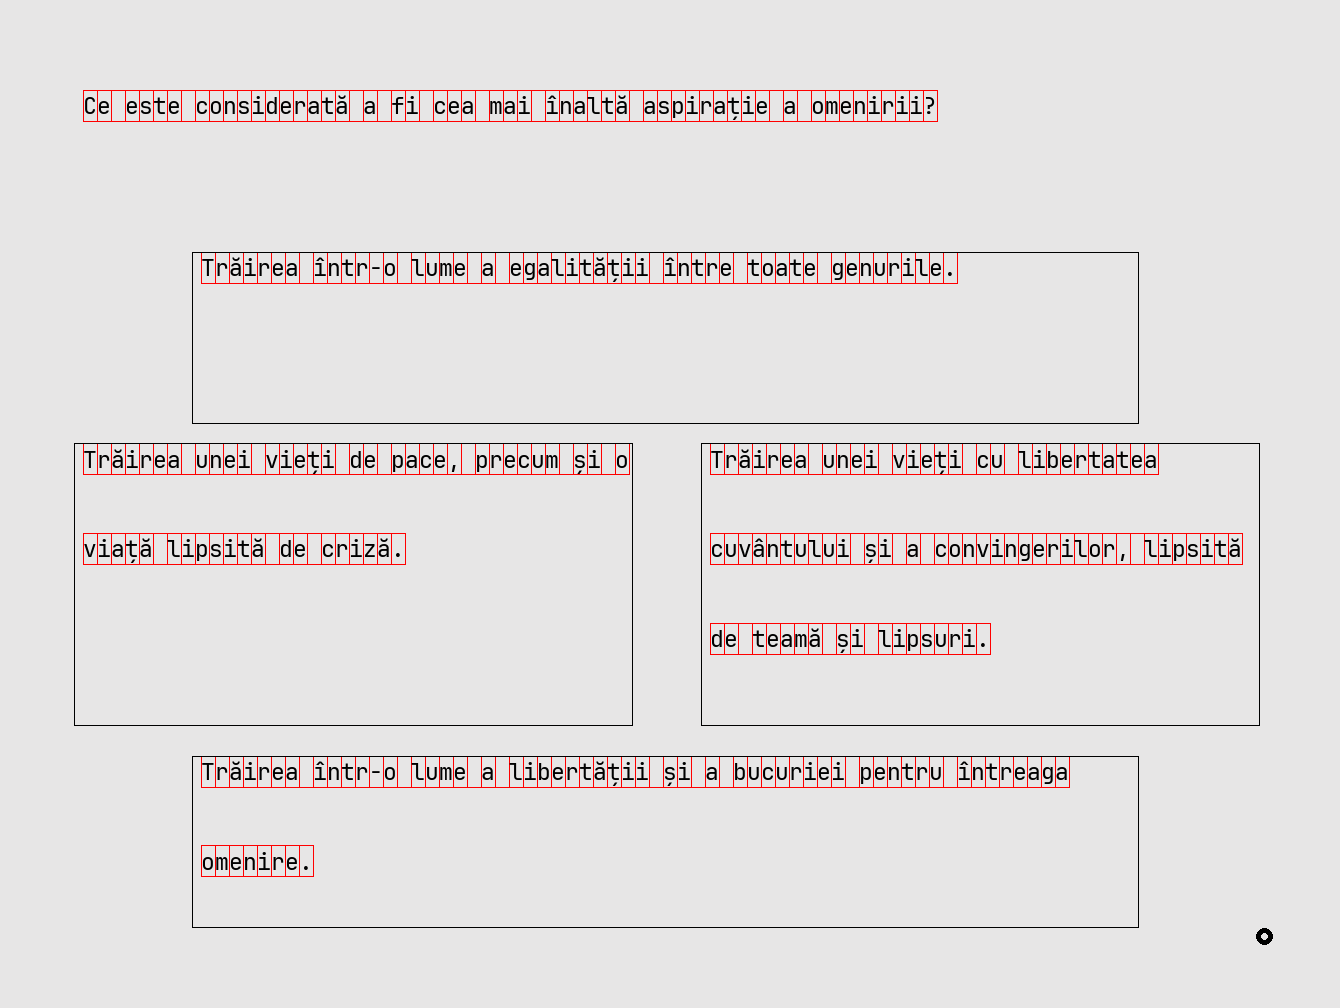 Ce este considerată a fi cea mai înaltă aspirație a omenirii?
Trăirea într-o lume a egalității între toate genurile.
Trăirea unei vieți de pace, precum și o
viață lipsită de criză.
Trăirea unei vieți cu libertatea
cuvântului și a convingerilor, lipsită
de teamă și lipsuri.
Trăirea într-o lume a libertății și a bucuriei pentru întreaga
omenire.